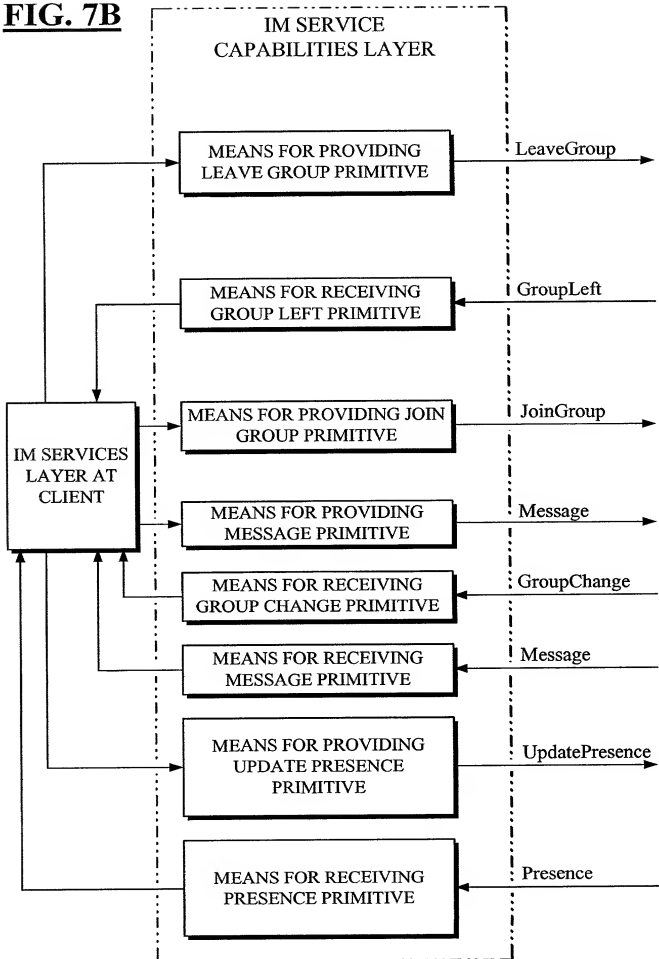 FIG. 7B
IM SERVICE
CAPABILITIES LAYER
MEANS FOR PROVIDING
LEAVE GROUP PRIMITIVE
LeaveGroup
MEANS FOR RECEIVING
GROUP LEFT PRIMITIVE
GroupLeft
MEANS FOR PROVIDING JOIN
GROUP PRIMITIVE
JoinGroup
IM SERVICES
LAYER AT
CLIENT
MEANS FOR PROVIDING
MESSAGE PRIMITIVE
Message
MEANS FOR RECEIVING
GROUP CHANGE PRIMITIVE
GroupChange
MEANS FOR RECEIVING
MESSAGE PRIMITIVE
Message
MEANS FOR PROVIDING
UPDATE PRESENCE
PRIMITIVE
UpdatePresence
MEANS FOR RECEIVING
PRESENCE PRIMITIVE
Presence